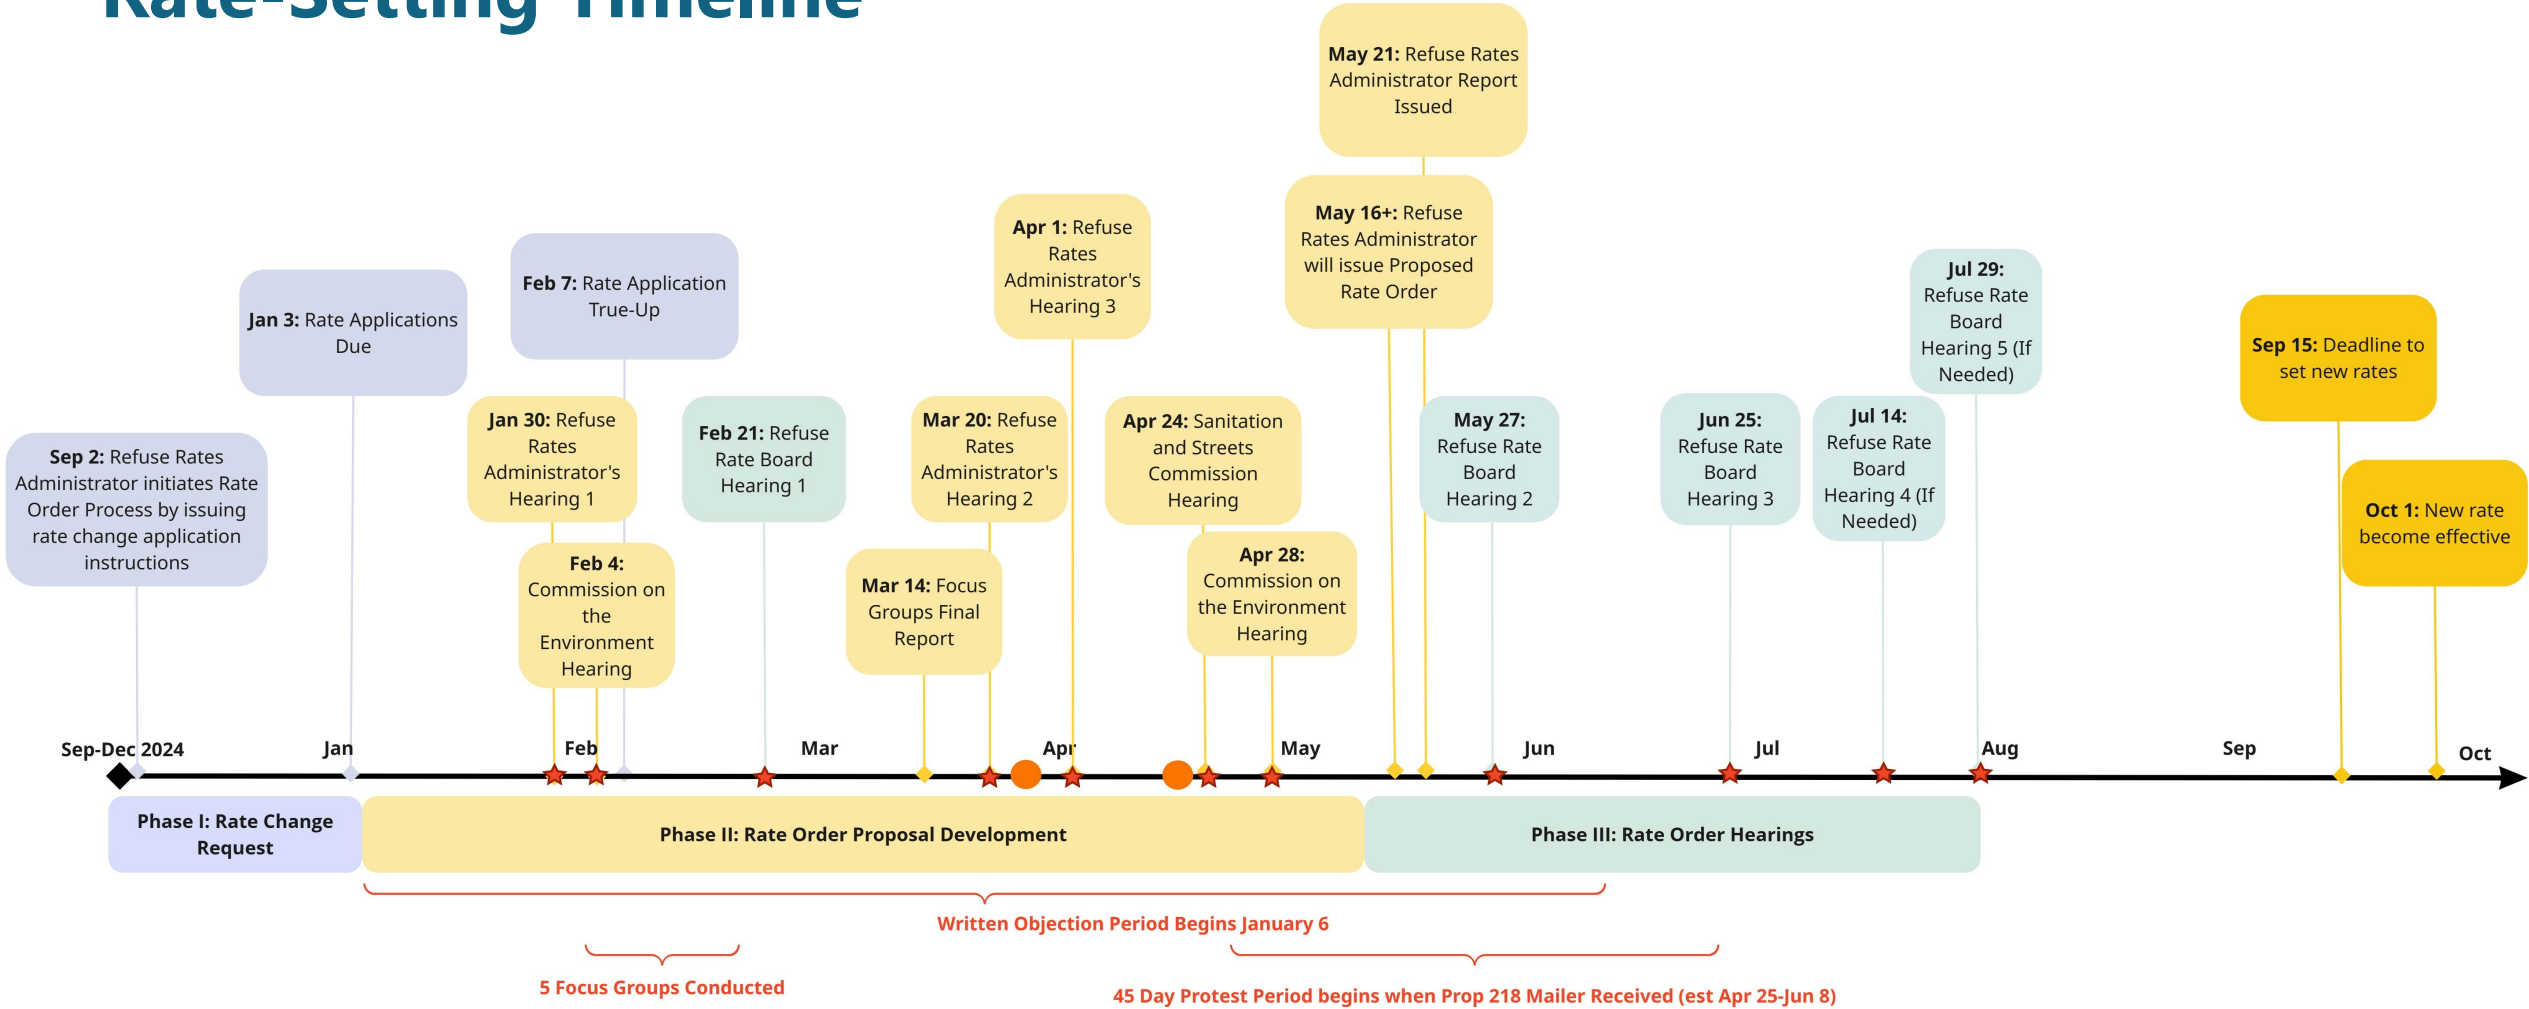 Rate-Setting Timeline
May 21: Refuse Rates
Administrator Report
Issued
May 16+: Refuse
Rates Administrator
will issue Proposed
Rate Order
Apr 1: Refuse
Rates
Administrator's
Hearing 3
Feb 7: Rate Application
True-Up
Jan 3: Rate Applications
Due
Jul 29:
Refuse Rate
Board
Hearing 5 (If
Needed)
Sep 15: Deadline to
set new rates
Sep 2: Refuse Rates
Administrator initiates Rate
Order Process by issuing
rate change application
instructions
Jan 30: Refuse
Rates
Administrator's
Hearing 1
Feb 21: Refuse
Rate Board
Hearing 1
Mar 20: Refuse
Rates
Administrator's
Hearing 2
Apr 24: Sanitation
and Streets
Commission
Hearing
May 27:
Refuse Rate
Board
Hearing 2
Jun 25:
Refuse Rate
Board
Hearing 3
Jul 14:
Refuse Rate
Board
Hearing 4 (If
Needed)
Oct 1: New rate
become effective
Feb 4:
Commission on
the
Environment
Hearing
Mar 14: Focus
Groups Final
Report
Apr 28:
Commission on
the Environment
Hearing
Sep-Dec 2024
Jan
Feb
Mar
Apr
May
Jun
Jul
Aug
Sep
Oct
Phase I: Rate Change
Request
Phase II: Rate Order Proposal Development
Phase III: Rate Order Hearings
Written Objection Period Begins January 6
5 Focus Groups Conducted
45 Day Protest Period begins when Prop 218 Mailer Received (est Apr 25-Jun 8)